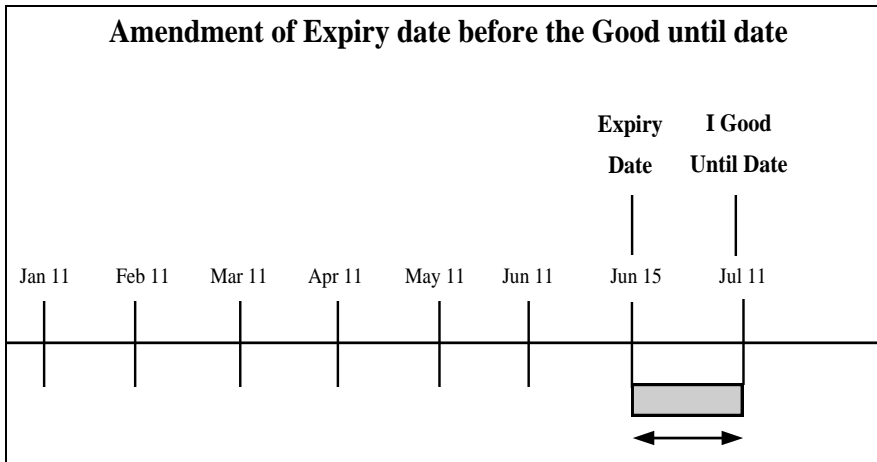 Amendment of Expiry date before the Good until date
Expiry
Date
I Good
Until Date
Jan 11
Feb 11
Mar 11
Apr 11
May 11
Jun 11
Jun 15
Jul 11